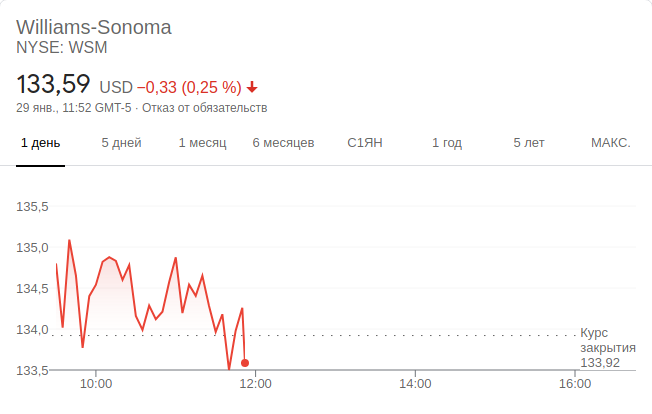 Williams-Sonoma
NYSE: WSM
133,59 USD −0,33 (0,25 %)
29 янв., 11:52 GMT-5 · Отказ от обязательств
1 день 5 дней 1 месяц 6 месяцев С1ЯН 1 год 5 лет МАКС.
135,5
135,0
134,5
134,0
133,5
Курс
закрытия
133,92
10:00 12:00 14:00 16:00